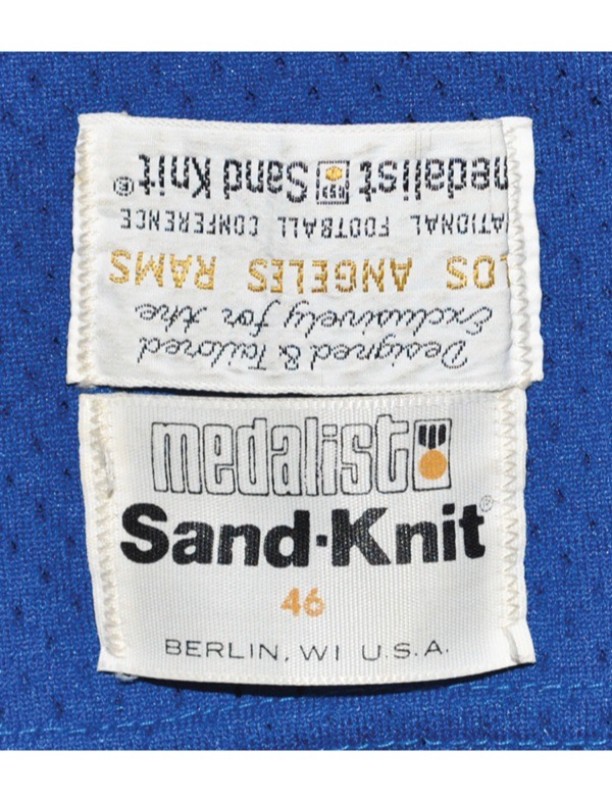 Designed & Tailored
Exclusively for the
LOS ANGELES RAMS
NATIONAL FOOTBALL CONFERENCE
medalist Sand Knit ®
medalist
Sand·Knit ®
46
BERLIN, WI U.S.A.